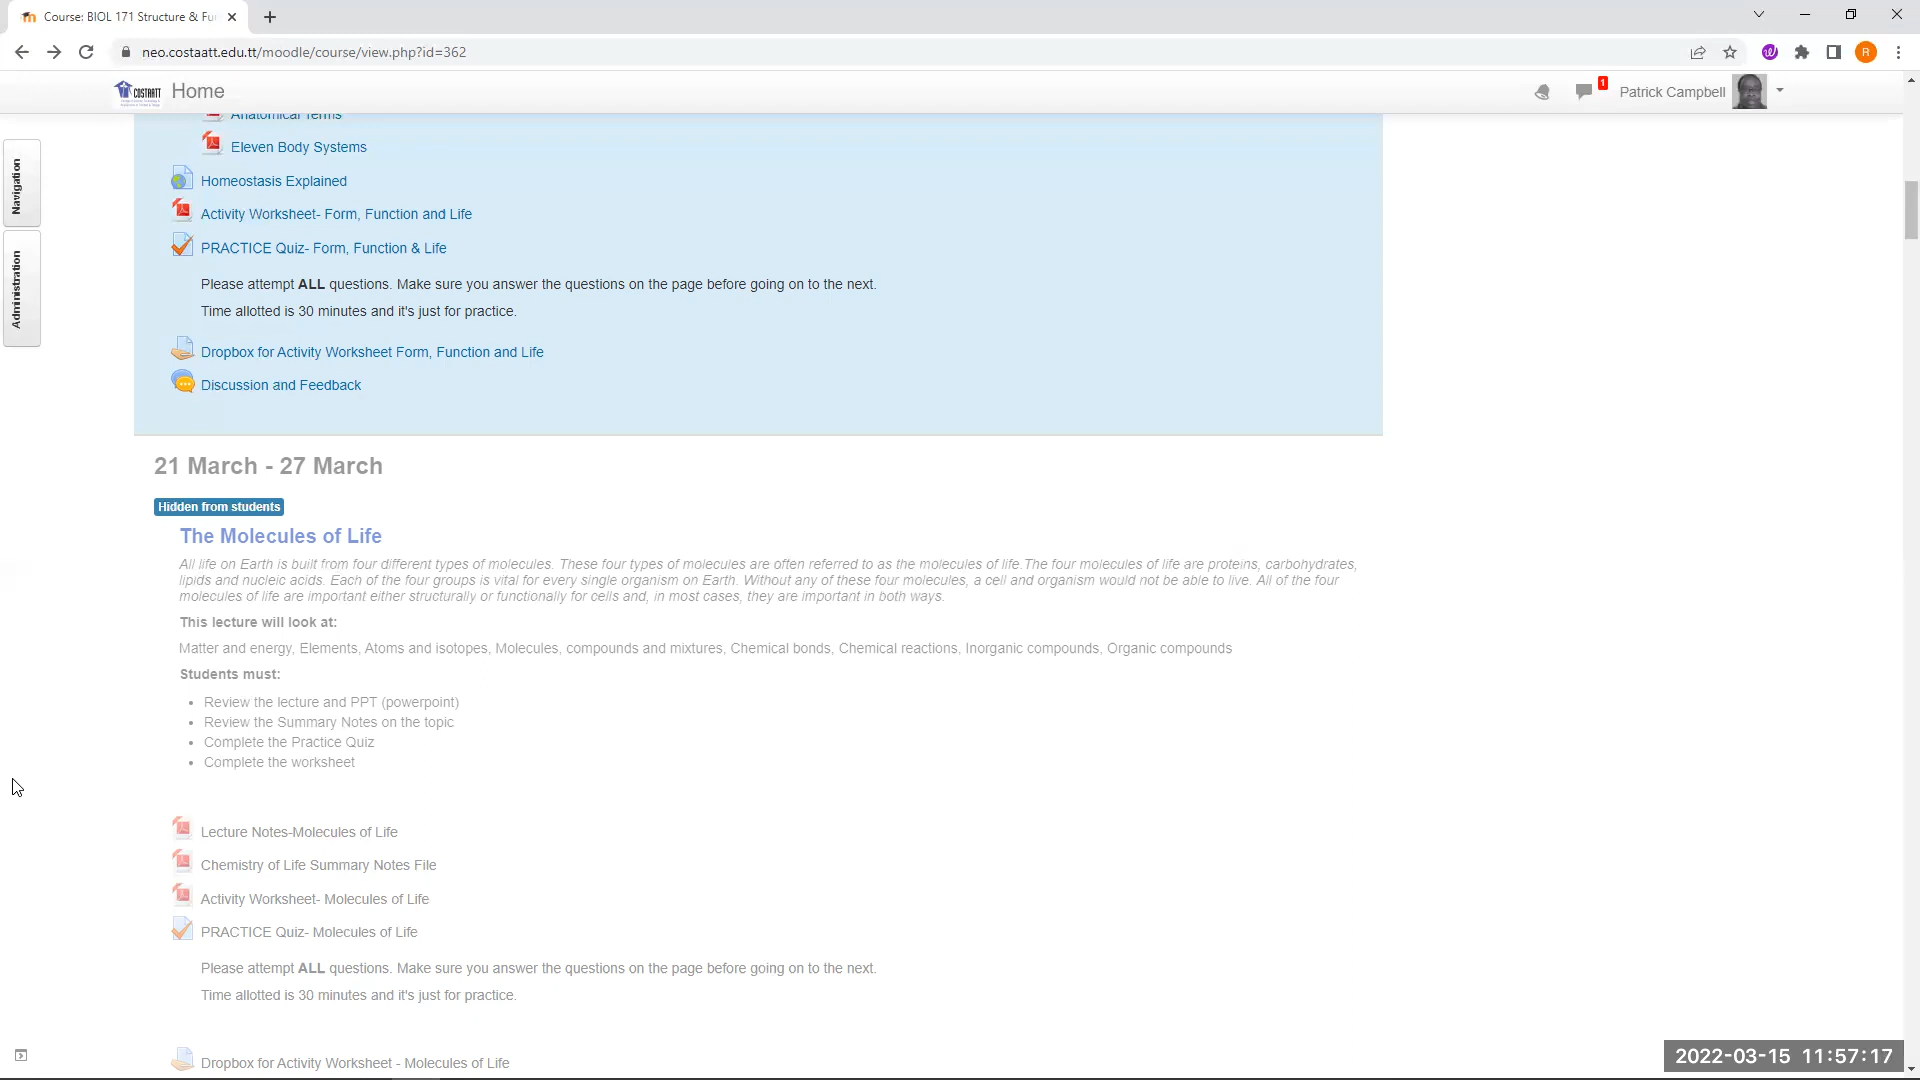 Course: BIOL 171 Structure & Fu
neo.costaatt.edu.tt/moodle/course/view.php?id=362
R
COSTAATT
Home
1
Patrick Campbell
Navigation
Administration
Anatomical Terms
Eleven Body Systems
Homeostasis Explained
Activity Worksheet- Form, Function and Life
PRACTICE Quiz- Form, Function & Life
Please attempt ALL questions. Make sure you answer the questions on the page before going on to the next.
Time allotted is 30 minutes and it's just for practice.
Dropbox for Activity Worksheet Form, Function and Life
Discussion and Feedback
21 March - 27 March
Hidden from students
The Molecules of Life
All life on Earth is built from four different types of molecules. These four types of molecules are often referred to as the molecules of life.The four molecules of life are proteins, carbohydrates,
lipids and nucleic acids. Each of the four groups is vital for every single organism on Earth. Without any of these four molecules, a cell and organism would not be able to live. All of the four
molecules of life are important either structurally or functionally for cells and, in most cases, they are important in both ways.
This lecture will look at:
Matter and energy, Elements, Atoms and isotopes, Molecules, compounds and mixtures, Chemical bonds, Chemical reactions, Inorganic compounds, Organic compounds
Students must:
• Review the lecture and PPT (powerpoint)
• Review the Summary Notes on the topic
• Complete the Practice Quiz
• Complete the worksheet
Lecture Notes-Molecules of Life
Chemistry of Life Summary Notes File
Activity Worksheet- Molecules of Life
PRACTICE Quiz- Molecules of Life
Please attempt ALL questions. Make sure you answer the questions on the page before going on to the next.
Time allotted is 30 minutes and it's just for practice.
Dropbox for Activity Worksheet - Molecules of Life
2022-03-15 11:57:17